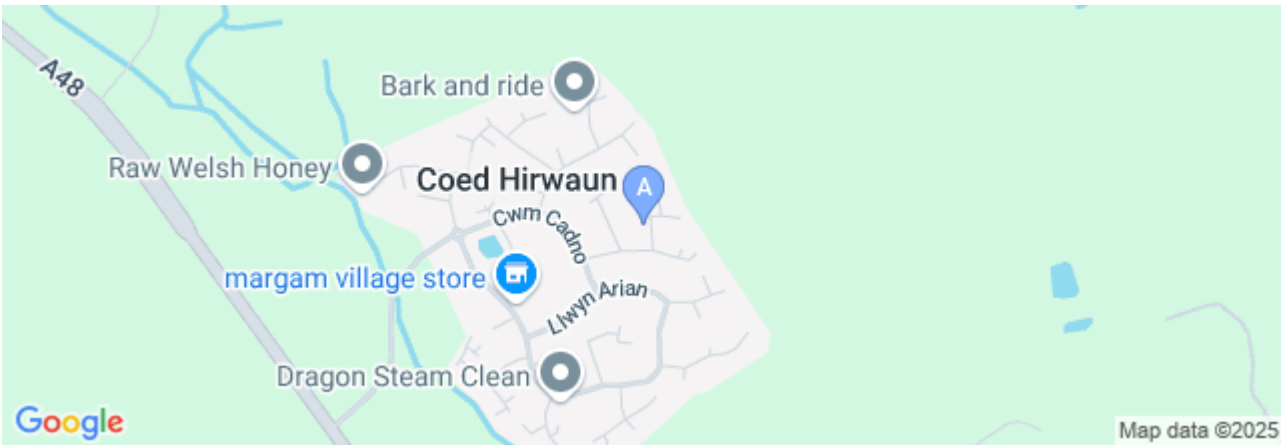 A48
Bark and ride
Raw Welsh Honey
Coed Hirwaun
A
Cwm Cadno
margam village store
Llwyn Arian
Dragon Steam Clean
Google
Map data ©2025